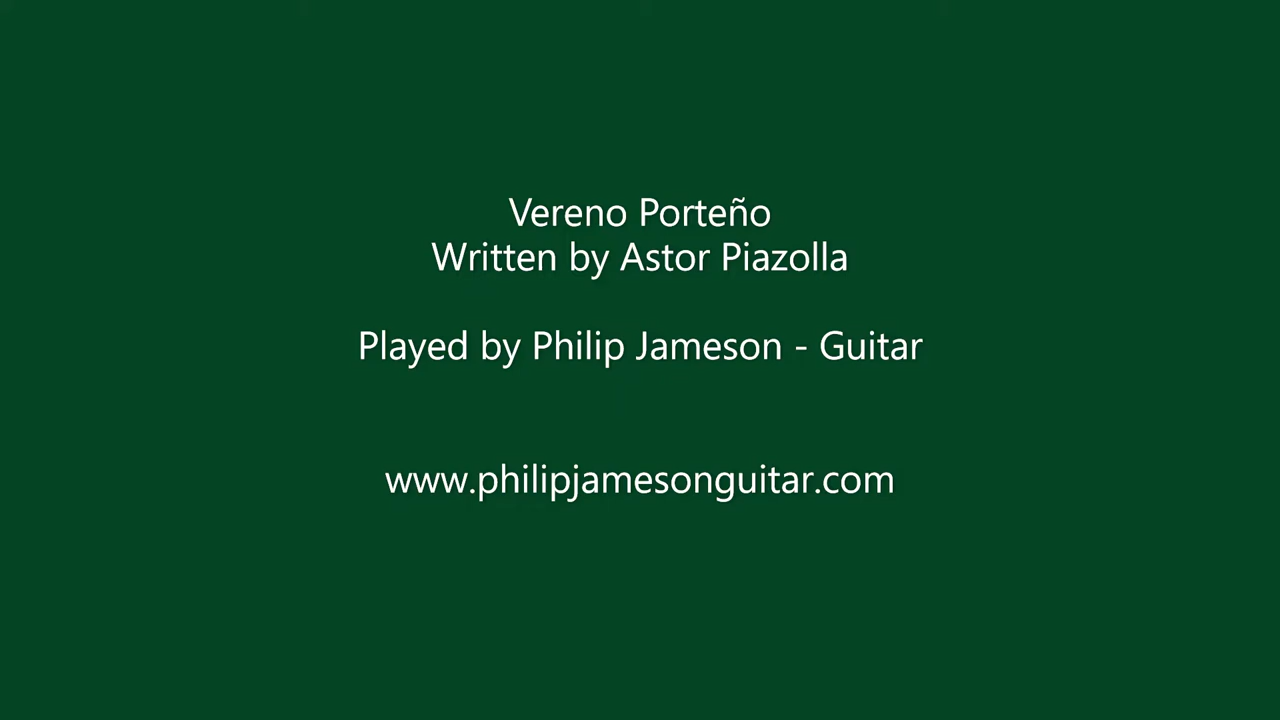 Vereno Porteño
Written by Astor Piazolla
Played by Philip Jameson - Guitar
www.philipjamesonguitar.com